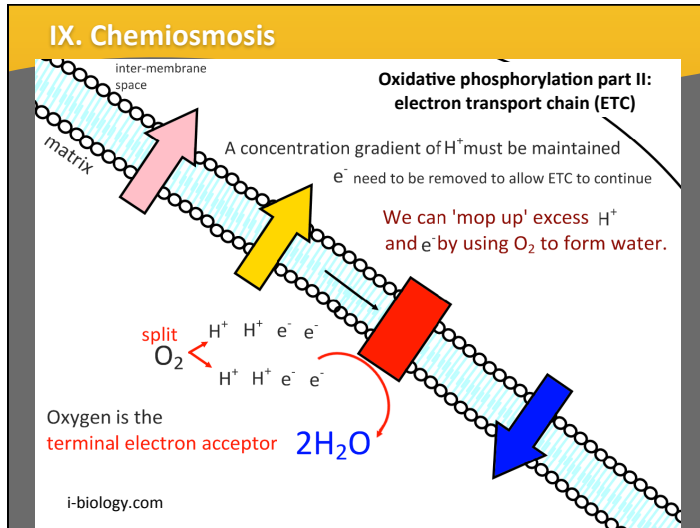 IX. Chemiosmosis
inter-membrane
space
Oxidative phosphorylation part II:
electron transport chain (ETC)
matrix
A concentration gradient of H⁺ must be maintained
e⁻ need to be removed to allow ETC to continue
We can 'mop up' excess H⁺
and e⁻ by using O₂ to form water.
split
O₂
H⁺ H⁺ e⁻ e⁻
H⁺ H⁺ e⁻ e⁻
Oxygen is the
terminal electron acceptor
2H₂O
i-biology.com